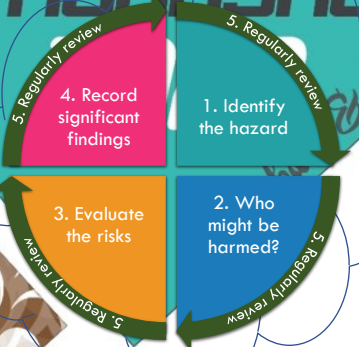 5. Regularly review
4. Record
significant
findings
5. Regularly review
1. Identify
the hazard
3. Evaluate
the risks
5. Regularly review
2. Who
might be
harmed?
5. Regularly review